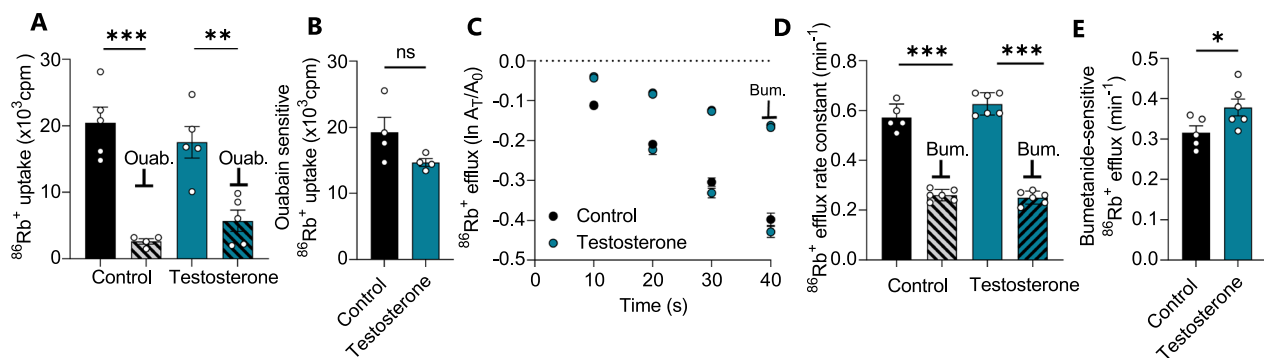 A
⁸⁶Rb⁺ uptake (x10³cpm)
30
20
10
0
***
**
Ouab.
Ouab.
Control
Testosterone
B
Ouabain sensitive
⁸⁶Rb⁺ uptake (x10³cpm)
30
20
10
0
ns
Control
Testosterone
C
⁸⁶Rb⁺ efflux (ln A_T/A₀)
0.0
-0.1
-0.2
-0.3
-0.4
-0.5
Bum.
Control
Testosterone
0
10
20
30
40
Time (s)
D
⁸⁶Rb⁺ efflux rate constant (min⁻¹)
0.8
0.6
0.4
0.2
0.0
***
***
Bum.
Bum.
Control
Testosterone
E
Bumetanide-sensitive
⁸⁶Rb⁺ efflux (min⁻¹)
0.5
0.4
0.3
0.2
0.1
0.0
*
Control
Testosterone